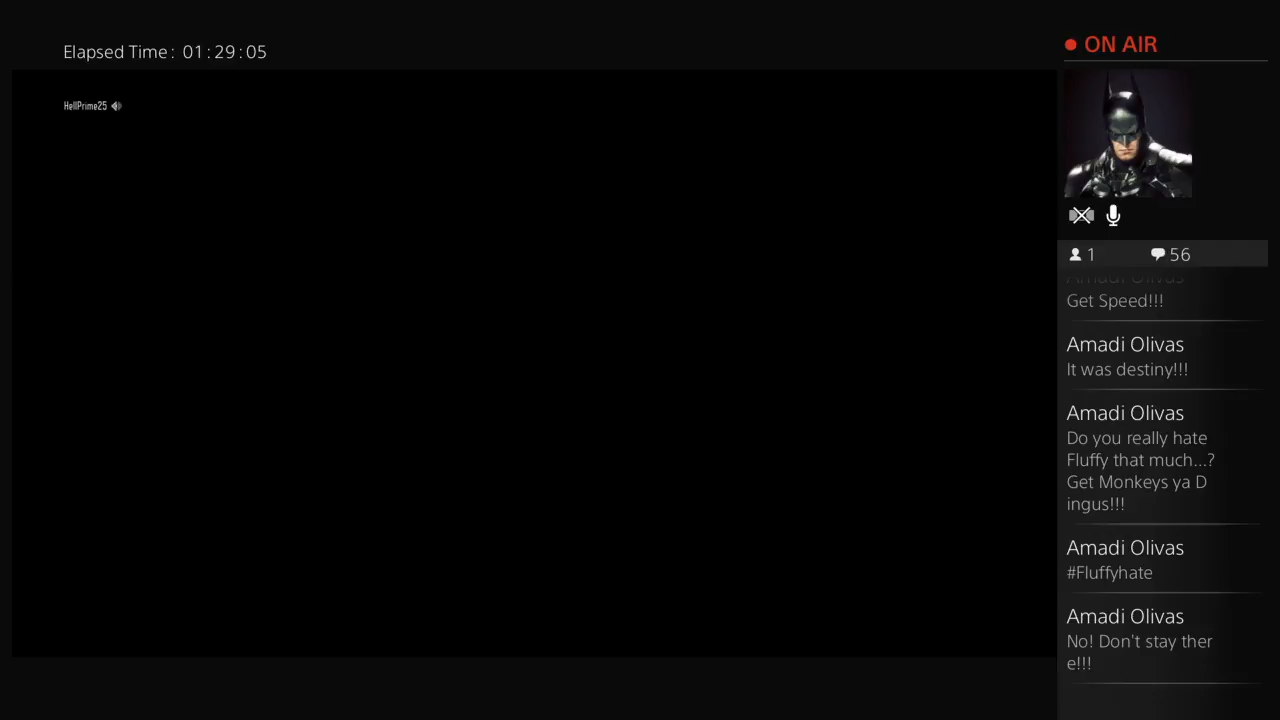 Elapsed Time: 01:29:05
ON AIR
HellPrime25
1 56
Amadi Olivas
Get Speed!!!
Amadi Olivas
It was destiny!!!
Amadi Olivas
Do you really hate
Fluffy that much...?
Get Monkeys ya D
ingus!!!
Amadi Olivas
#Fluffyhate
Amadi Olivas
No! Don't stay ther
e!!!